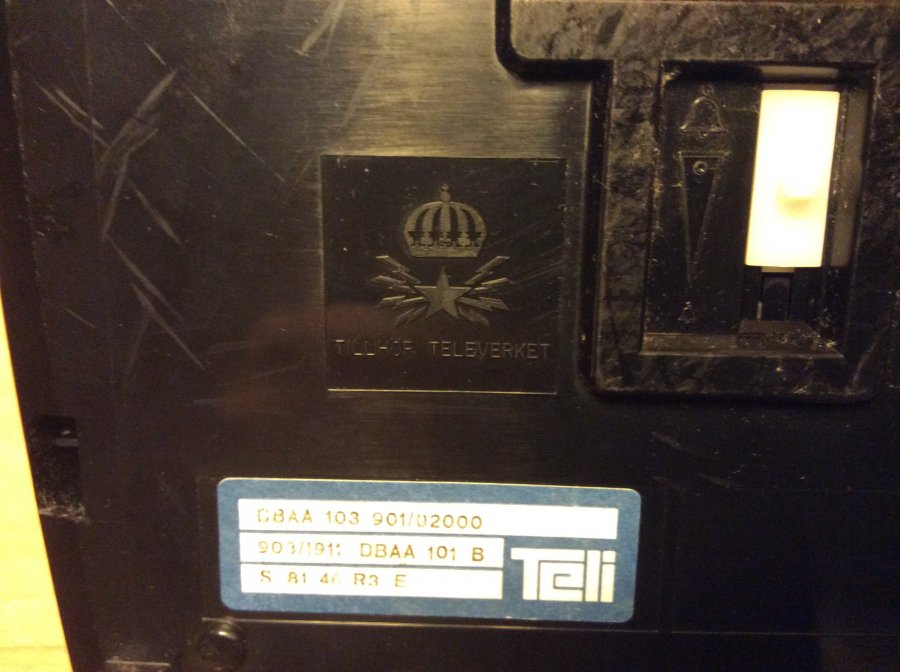 TILLHÖR TELEVERKET
DBAA 103 901/02000
903/1911 DBAA 101 B
S 81 46 R3 E
Teli